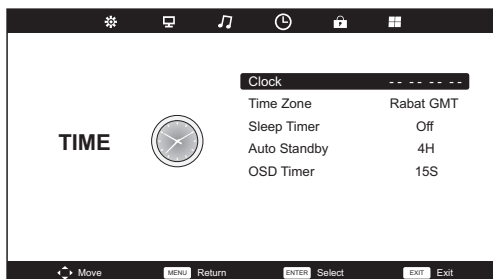 Clock -- -- -- --
Time Zone Rabat GMT
Sleep Timer Off
TIME
Auto Standby 4H
OSD Timer 15S
Move MENU Return ENTER Select EXIT Exit